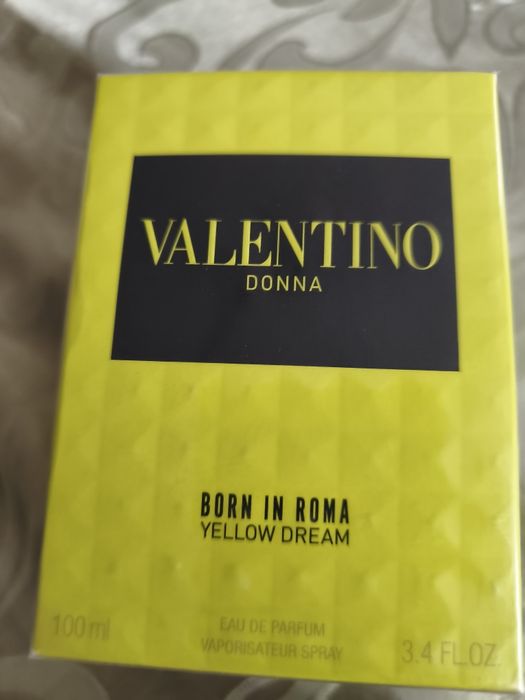 VALENTINO
DONNA
BORN IN ROMA
YELLOW DREAM
100 ml
EAU DE PARFUM
VAPORISATEUR SPRAY
3.4 FL.OZ.